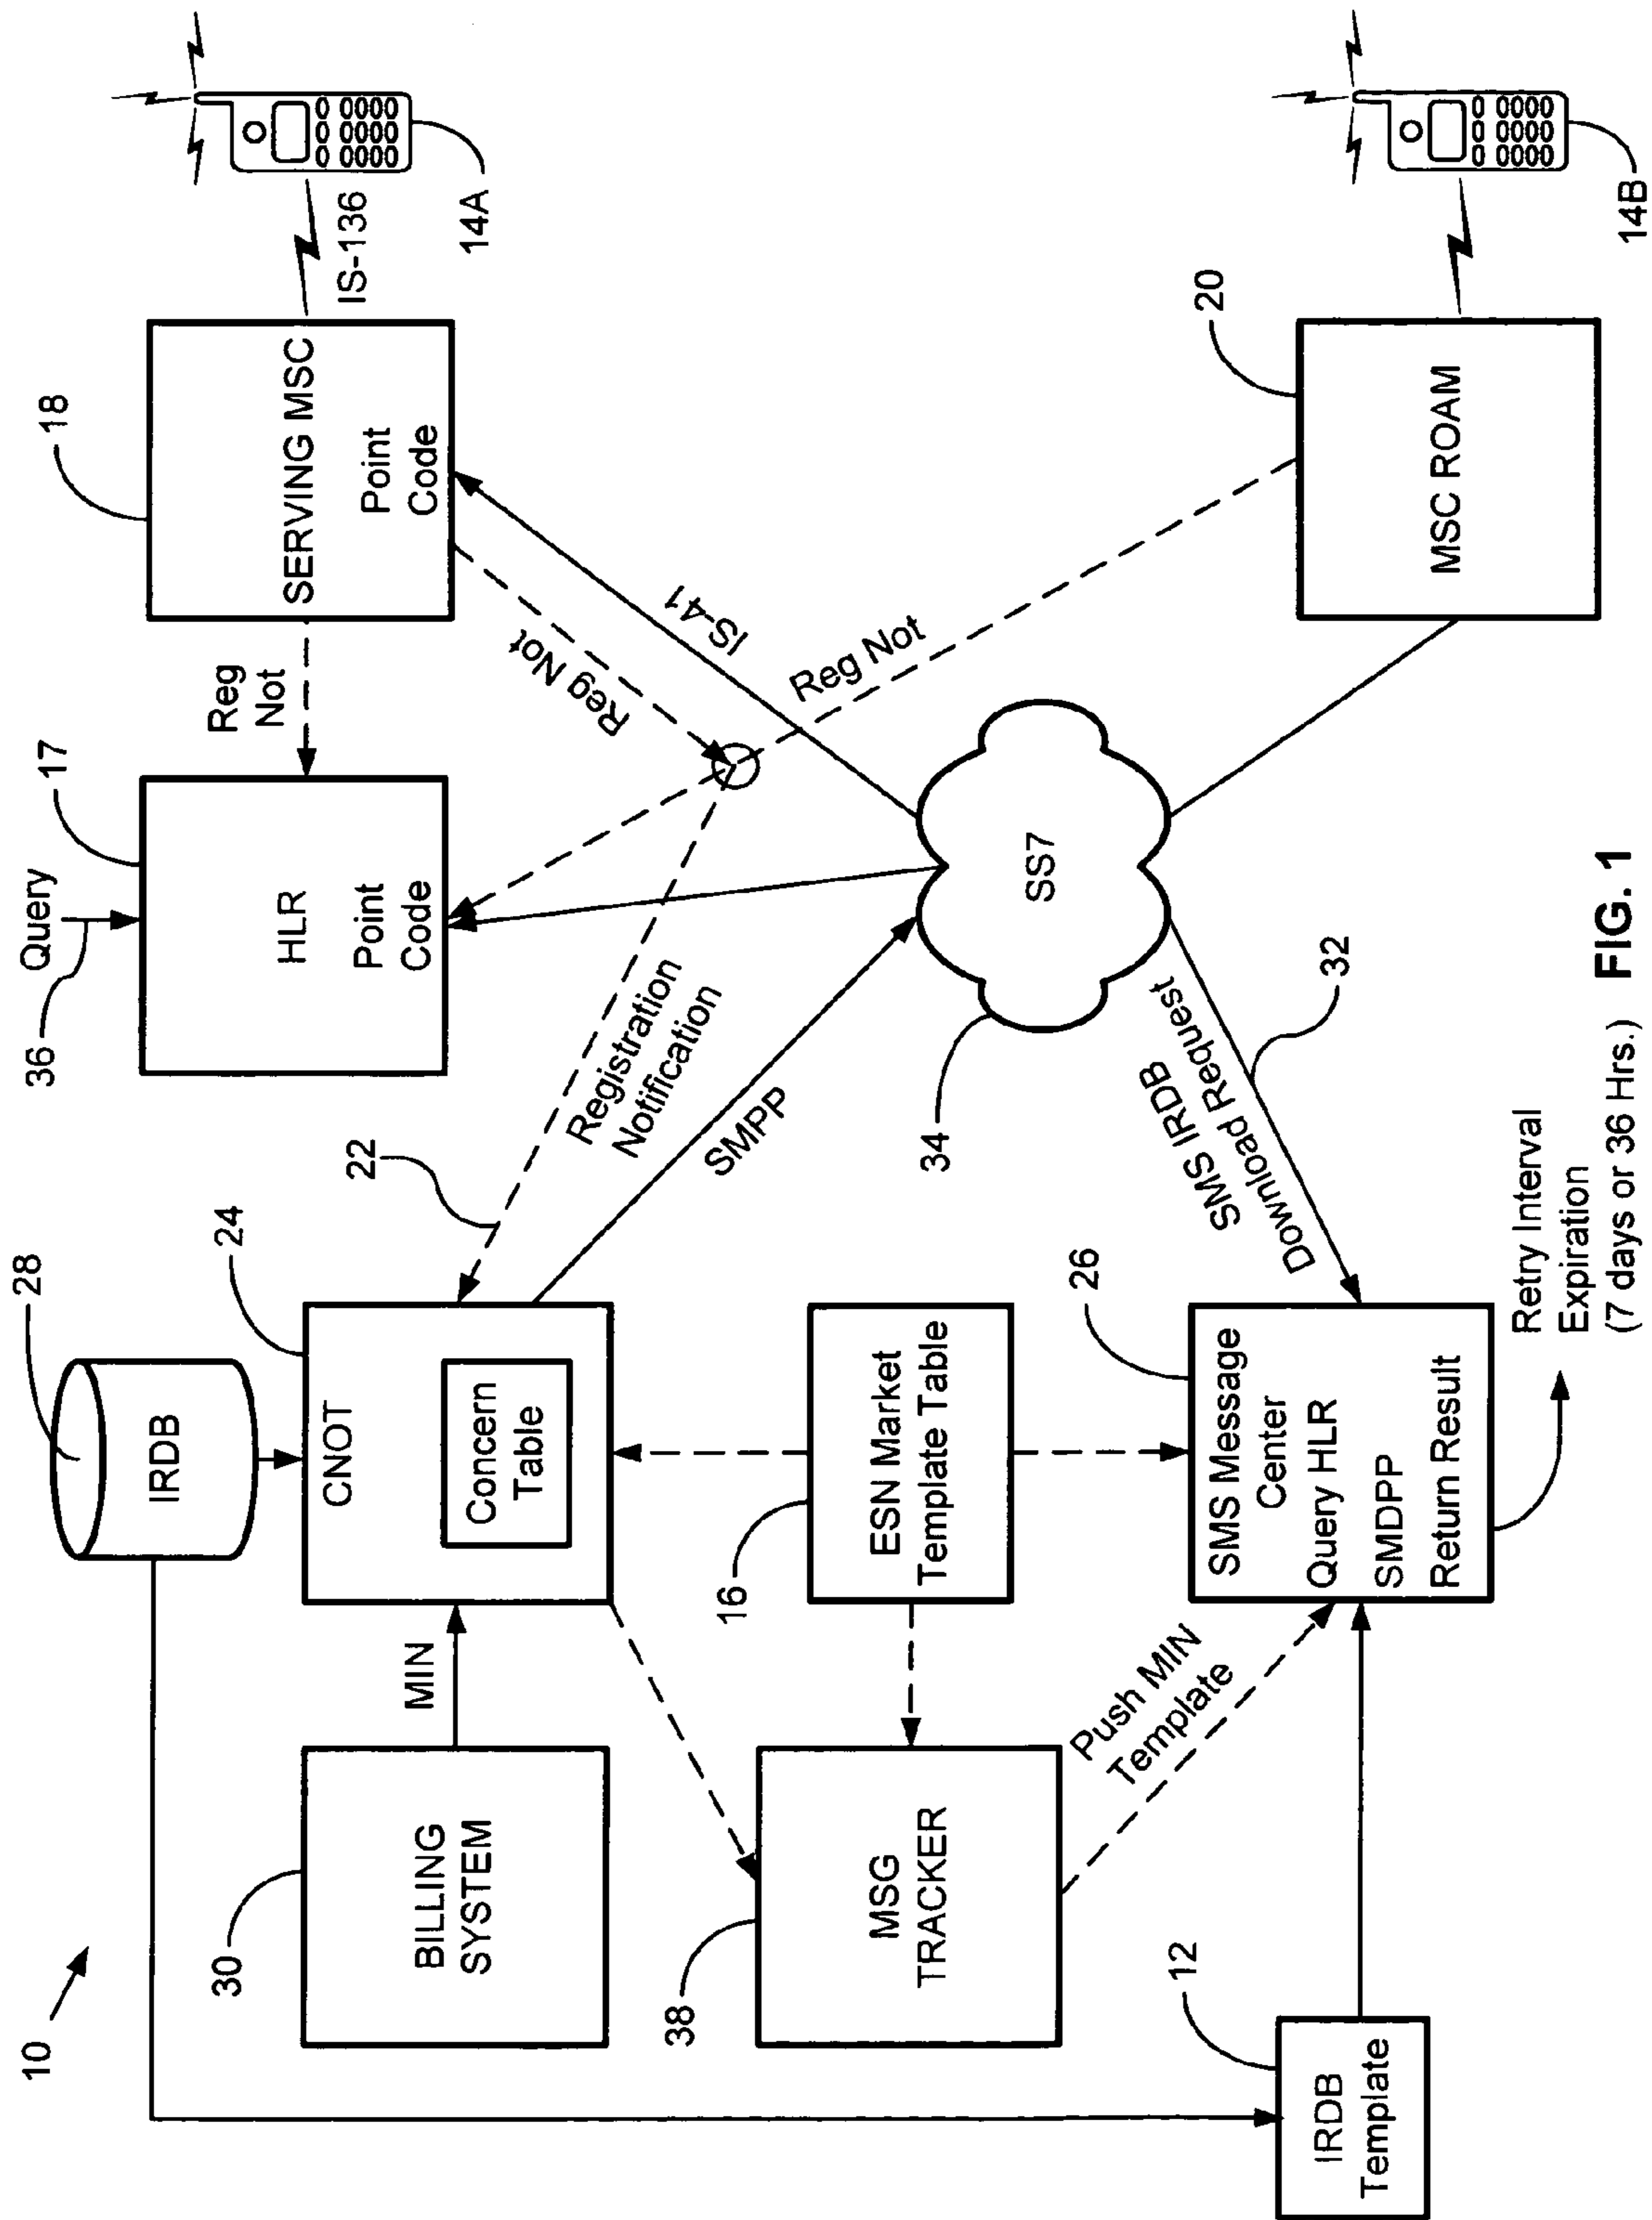 10
28
IRDB
24
CNOT
Concern
Table
30
BILLING
SYSTEM
MIN
22
Registration
Notification
SMPP
36
Query
17
HLR
Point
Code
Reg
Not
18
SERVING MSC
Point
Code
IS-136
14A
Reg Not
IS-41
Reg Not
38
MSG
TRACKER
16
ESN Market
Template Table
34
SS7
20
MSC ROAM
14B
Push MIN
Template
12
IRDB
Template
26
SMS Message
Center
Query HLR
SMDPP
Return Result
SMS IRDB
Download Request
32
Retry Interval
Expiration
(7 days or 36 Hrs.)
FIG. 1